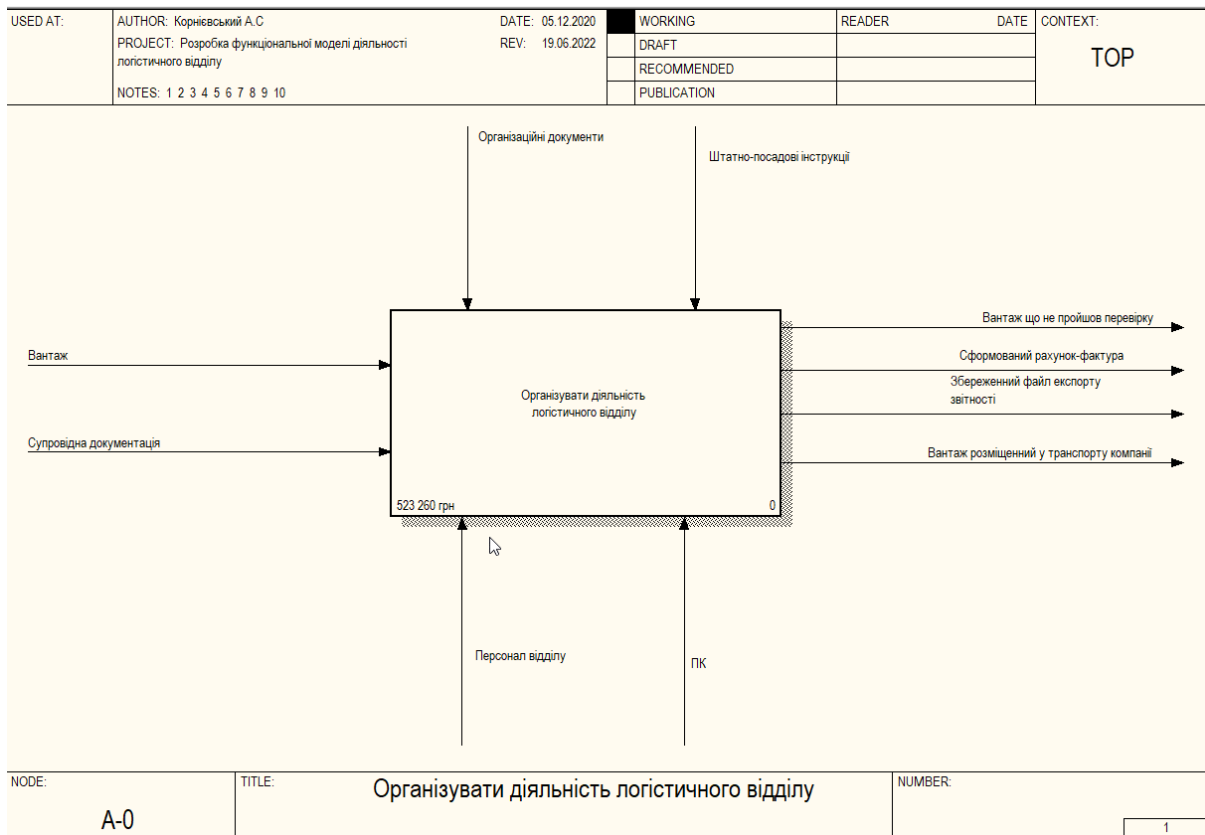 USED AT:
AUTHOR: Корнієвський А.С
DATE: 05.12.2020
PROJECT: Розробка функціональної моделі діяльності
логістичного відділу
REV: 19.06.2022
NOTES: 1 2 3 4 5 6 7 8 9 10
WORKING
DRAFT
RECOMMENDED
PUBLICATION
READER
DATE
CONTEXT:
TOP
Організаційні документи
Штатно-посадові інструкції
Вантаж
Супровідна документація
Організувати діяльність
логістичного відділу
523 260 грн
0
Вантаж що не пройшов перевірку
Сформований рахунок-фактура
Збереженний файл експорту
звітності
Вантаж розміщенний у транспорту компанії
Персонал відділу
ПК
NODE:
A-0
TITLE:
Організувати діяльність логістичного відділу
NUMBER:
1